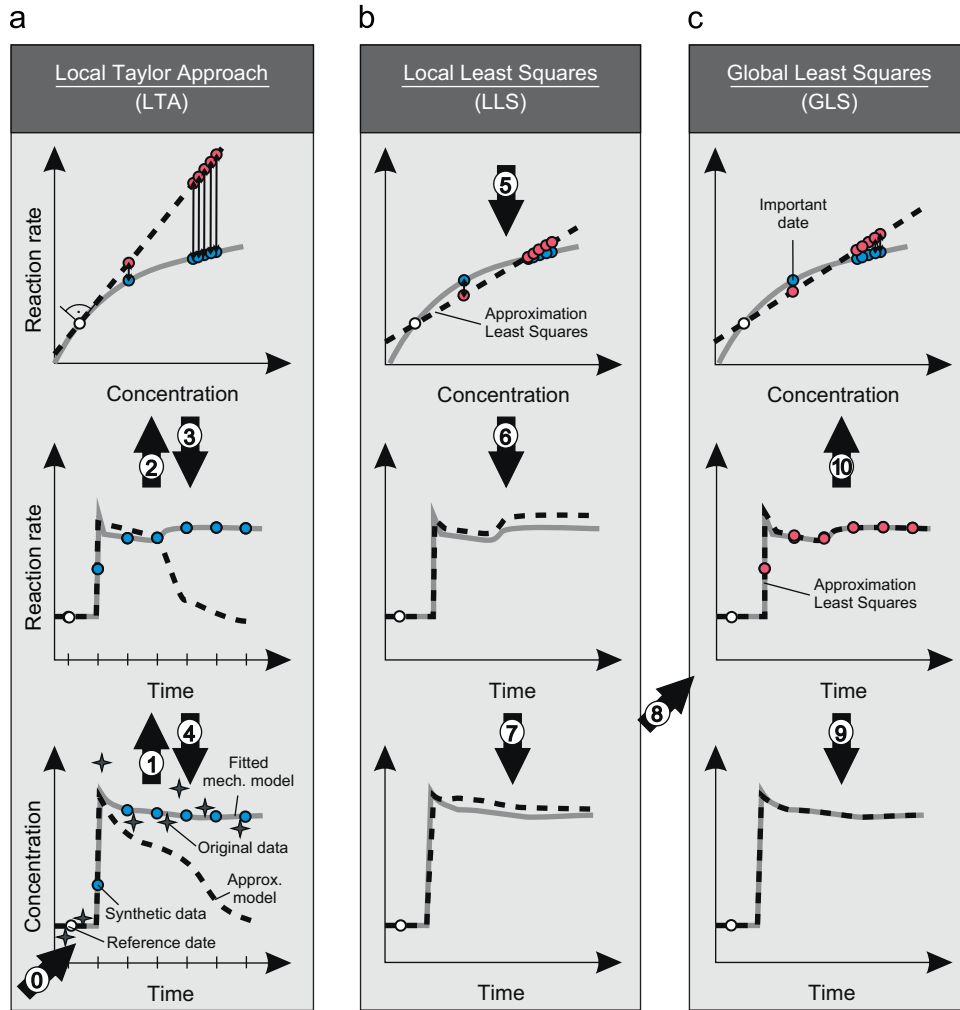 a
Local Taylor Approach
(LTA)
Reaction rate
Concentration
2
3
Reaction rate
Time
1
4
Fitted
mech. model
Original data
Approx.
model
Synthetic data
Reference date
Concentration
0
Time
b
Local Least Squares
(LLS)
5
Approximation
Least Squares
Concentration
6
Time
7
Time
c
Global Least Squares
(GLS)
Important
date
Concentration
10
Approximation
Least Squares
8
Time
9
Time